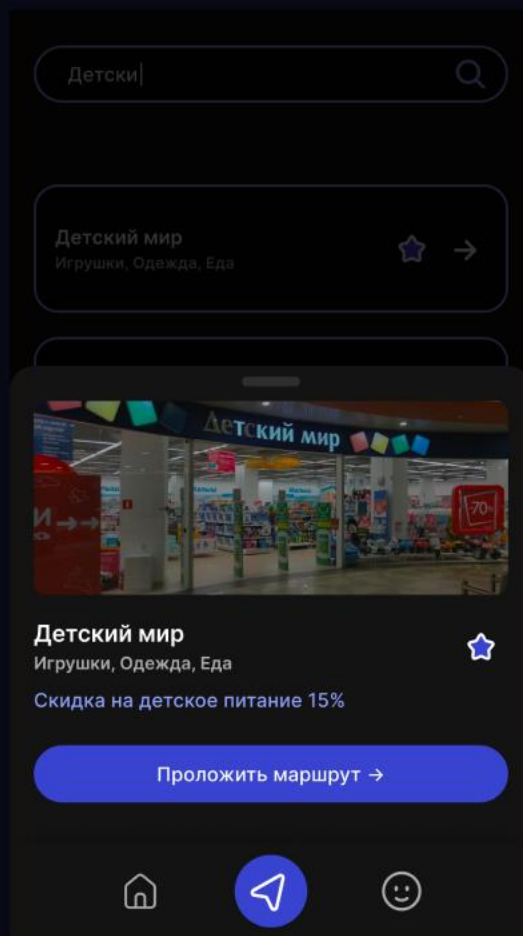 Детски
Детский мир
Игрушки, Одежда, Еда
Детский мир
-70%
Детский мир
Игрушки, Одежда, Еда
Скидка на детское питание 15%
Проложить маршрут →